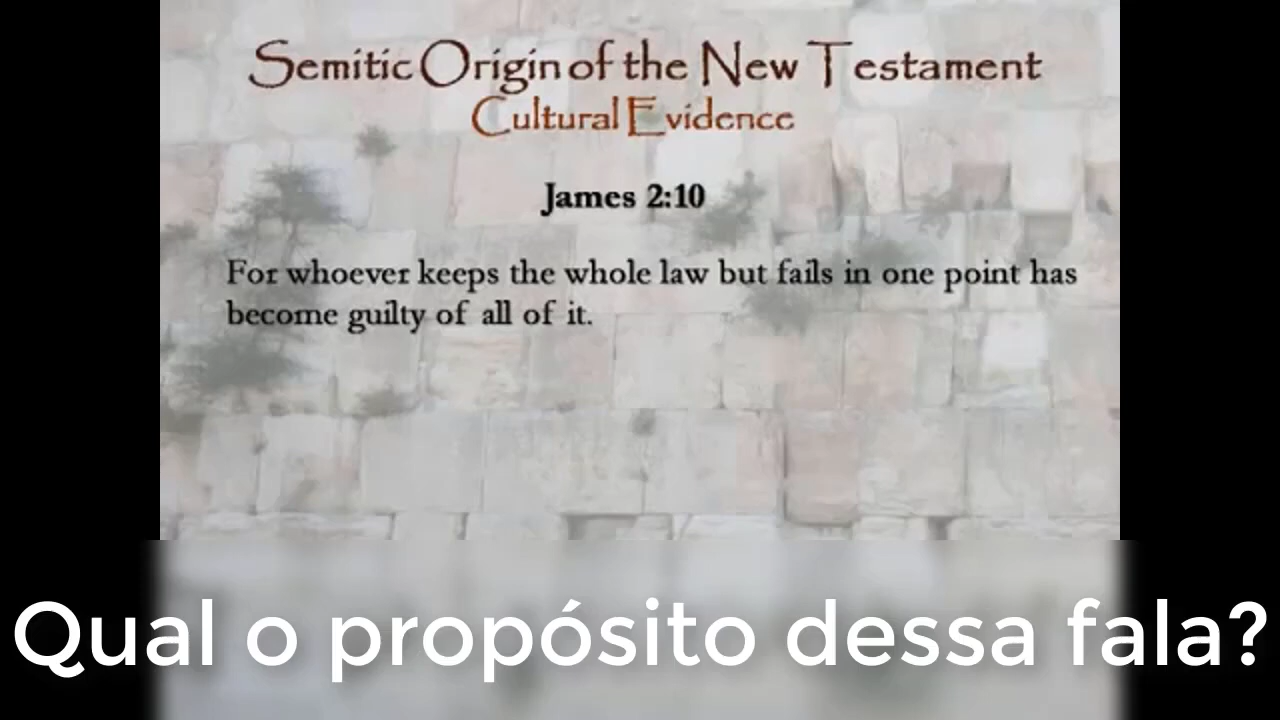 Semitic Origin of the New Testament
Cultural Evidence
James 2:10
For whoever keeps the whole law but fails in one point has
become guilty of all of it.
Qual o propósito dessa fala?